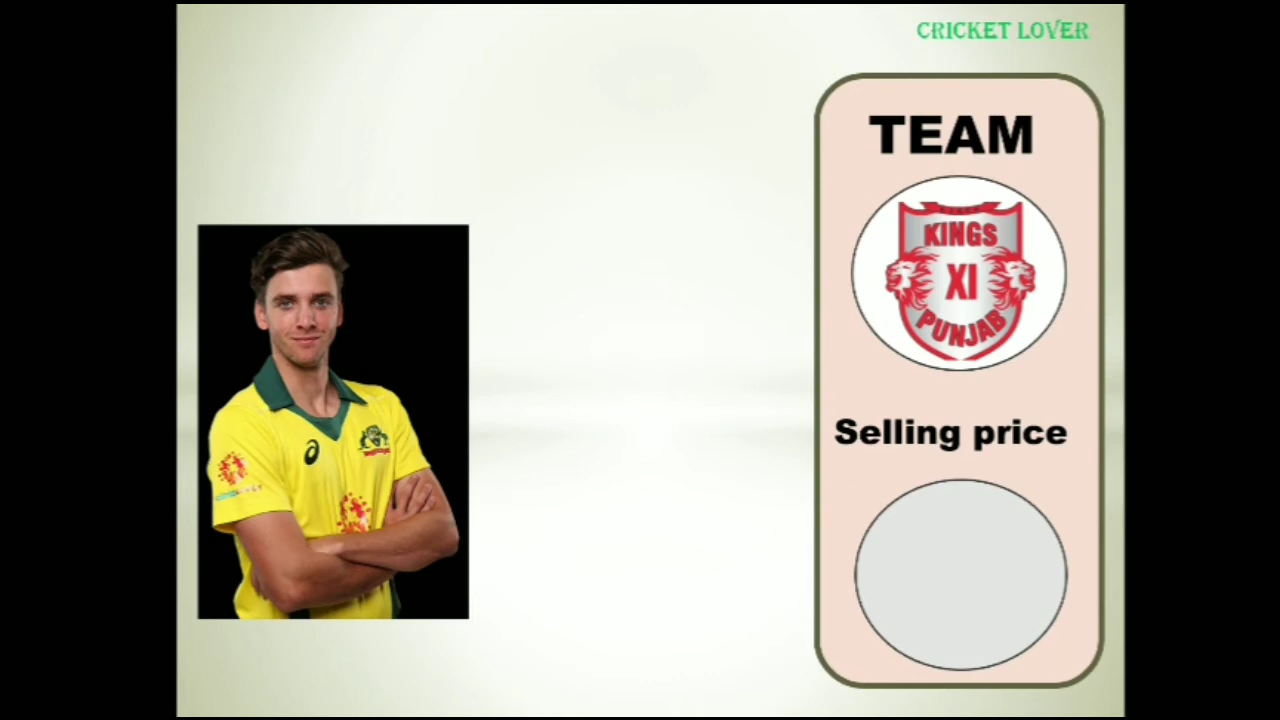 CRICKET LOVER
TEAM
KINGS
XI
PUNJAB
Selling price